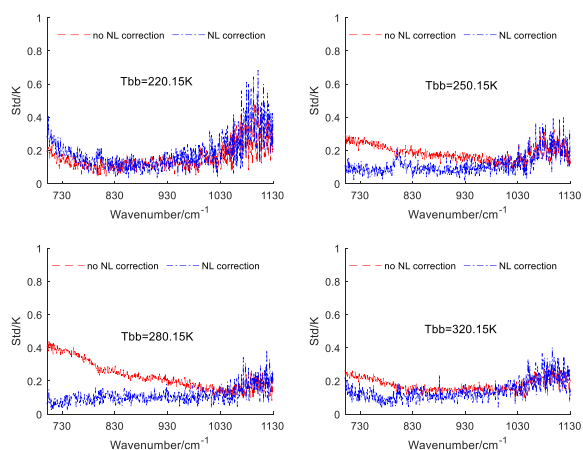 1
no NL correction NL correction
0.8
Tbb=220.15K
0.6
Std/K
0.4
0.2
0
730 830 930 1030 1130
Wavenumber/cm-1
1
no NL correction NL correction
0.8
Tbb=250.15K
0.6
Std/K
0.4
0.2
0
730 830 930 1030 1130
Wavenumber/cm-1
1
no NL correction NL correction
0.8
0.6
Tbb=280.15K
Std/K
0.4
0.2
0
730 830 930 1030 1130
Wavenumber/cm-1
1
no NL correction NL correction
0.8
0.6
Tbb=320.15K
Std/K
0.4
0.2
0
730 830 930 1030 1130
Wavenumber/cm-1